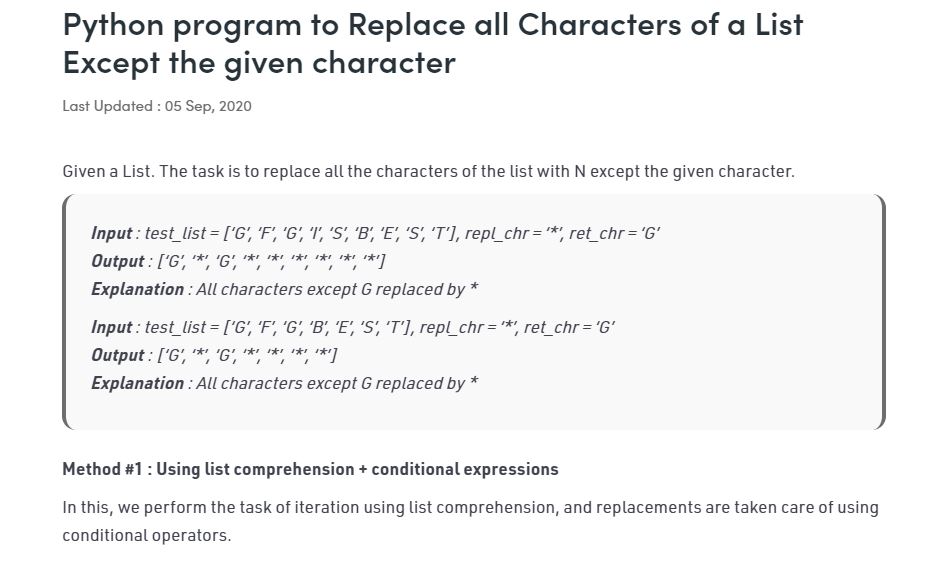 Python program to Replace all Characters of a List
Except the given character
Last Updated : 05 Sep, 2020
Given a List. The task is to replace all the characters of the list with N except the given character.
Input : test_list = [‘G’, ‘F’, ‘G’, ‘I’, ‘S’, ‘B’, ‘E’, ‘S’, ‘T’], repl_chr = ‘*’, ret_chr = ‘G’
Output : [‘G’, ‘*’, ‘G’, ‘*’, ‘*’, ‘*’, ‘*’, ‘*’, ‘*’]
Explanation : All characters except G replaced by *
Input : test_list = [‘G’, ‘F’, ‘G’, ‘B’, ‘E’, ‘S’, ‘T’], repl_chr = ‘*’, ret_chr = ‘G’
Output : [‘G’, ‘*’, ‘G’, ‘*’, ‘*’, ‘*’, ‘*’]
Explanation : All characters except G replaced by *
Method #1 : Using list comprehension + conditional expressions
In this, we perform the task of iteration using list comprehension, and replacements are taken care of using
conditional operators.